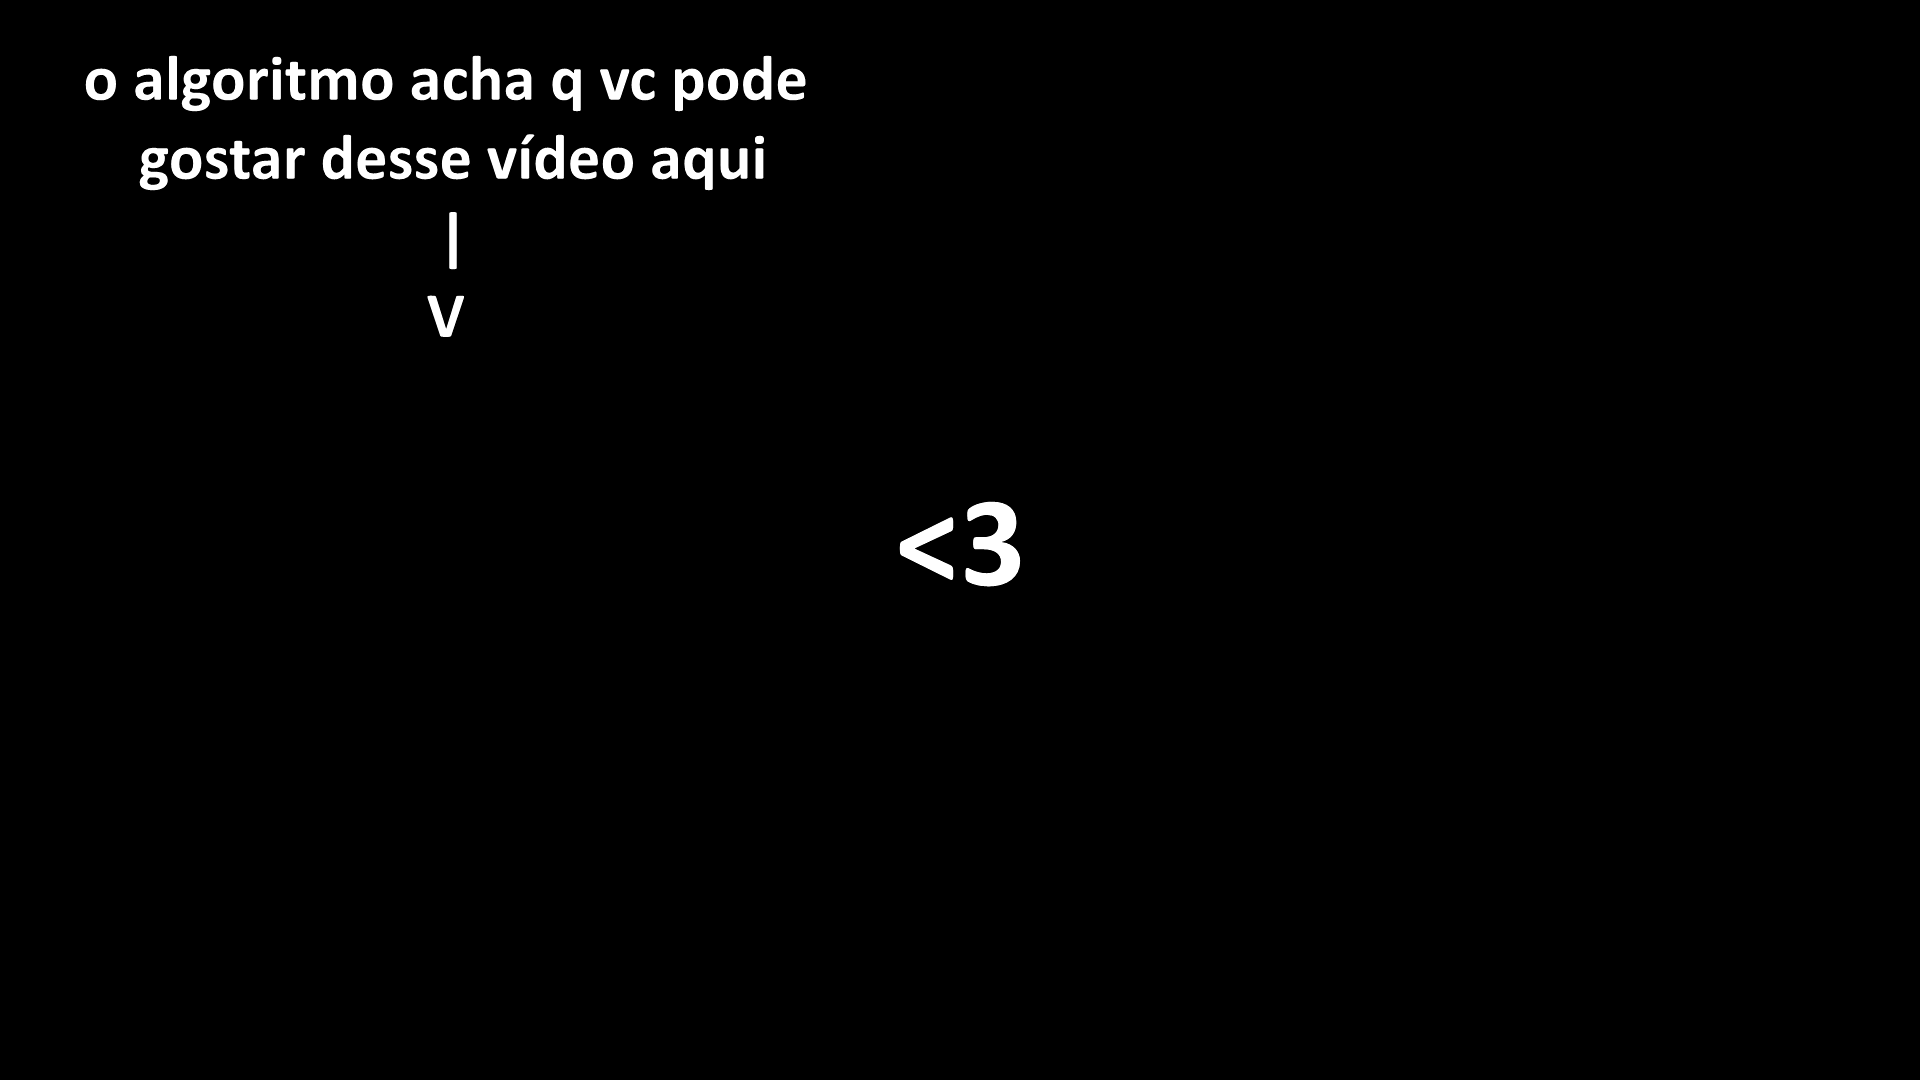 o algoritmo acha q vc pode
gostar desse vídeo aqui
|
V
<3